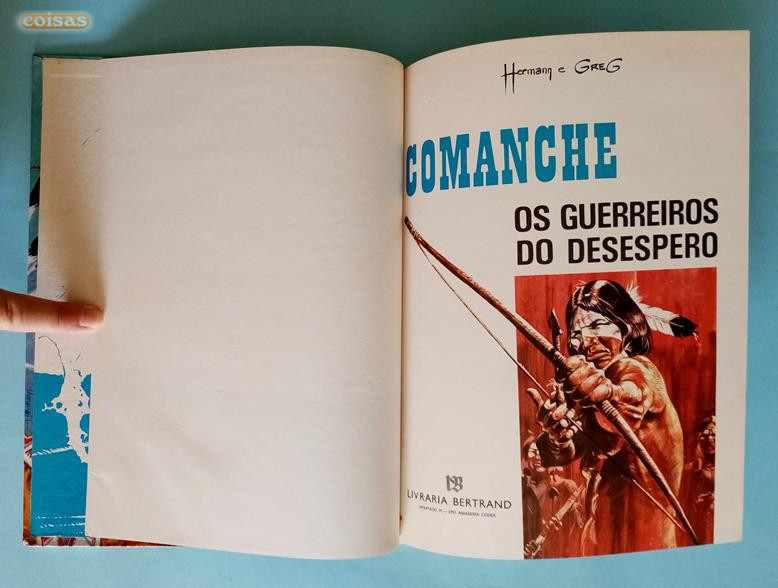 coisas
Hermann e GREG
COMANCHE
OS GUERREIROS
DO DESESPERO
LIVRARIA BERTRAND